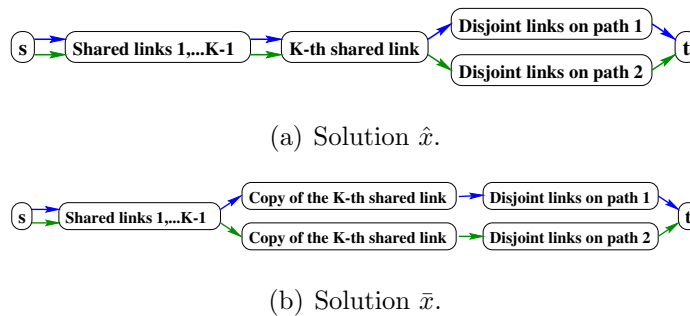 Disjoint links on path 1
s Shared links 1,...K-1 K-th shared link t
Disjoint links on path 2
(a) Solution x̂.
Copy of the K-th shared link Disjoint links on path 1
s Shared links 1,...K-1 t
Copy of the K-th shared link Disjoint links on path 2
(b) Solution x̄.